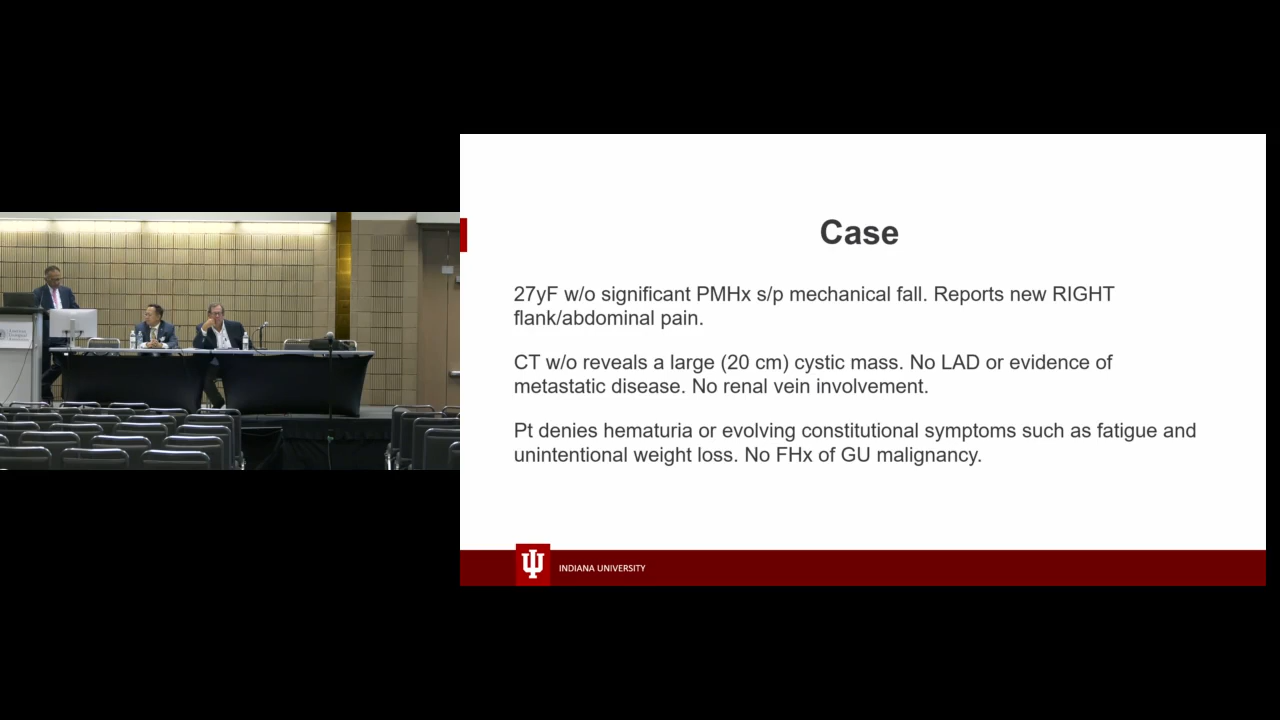 Case
27yF w/o significant PMHx s/p mechanical fall. Reports new RIGHT
flank/abdominal pain.
CT w/o reveals a large (20 cm) cystic mass. No LAD or evidence of
metastatic disease. No renal vein involvement.
Pt denies hematuria or evolving constitutional symptoms such as fatigue and
unintentional weight loss. No FHx of GU malignancy.
INDIANA UNIVERSITY